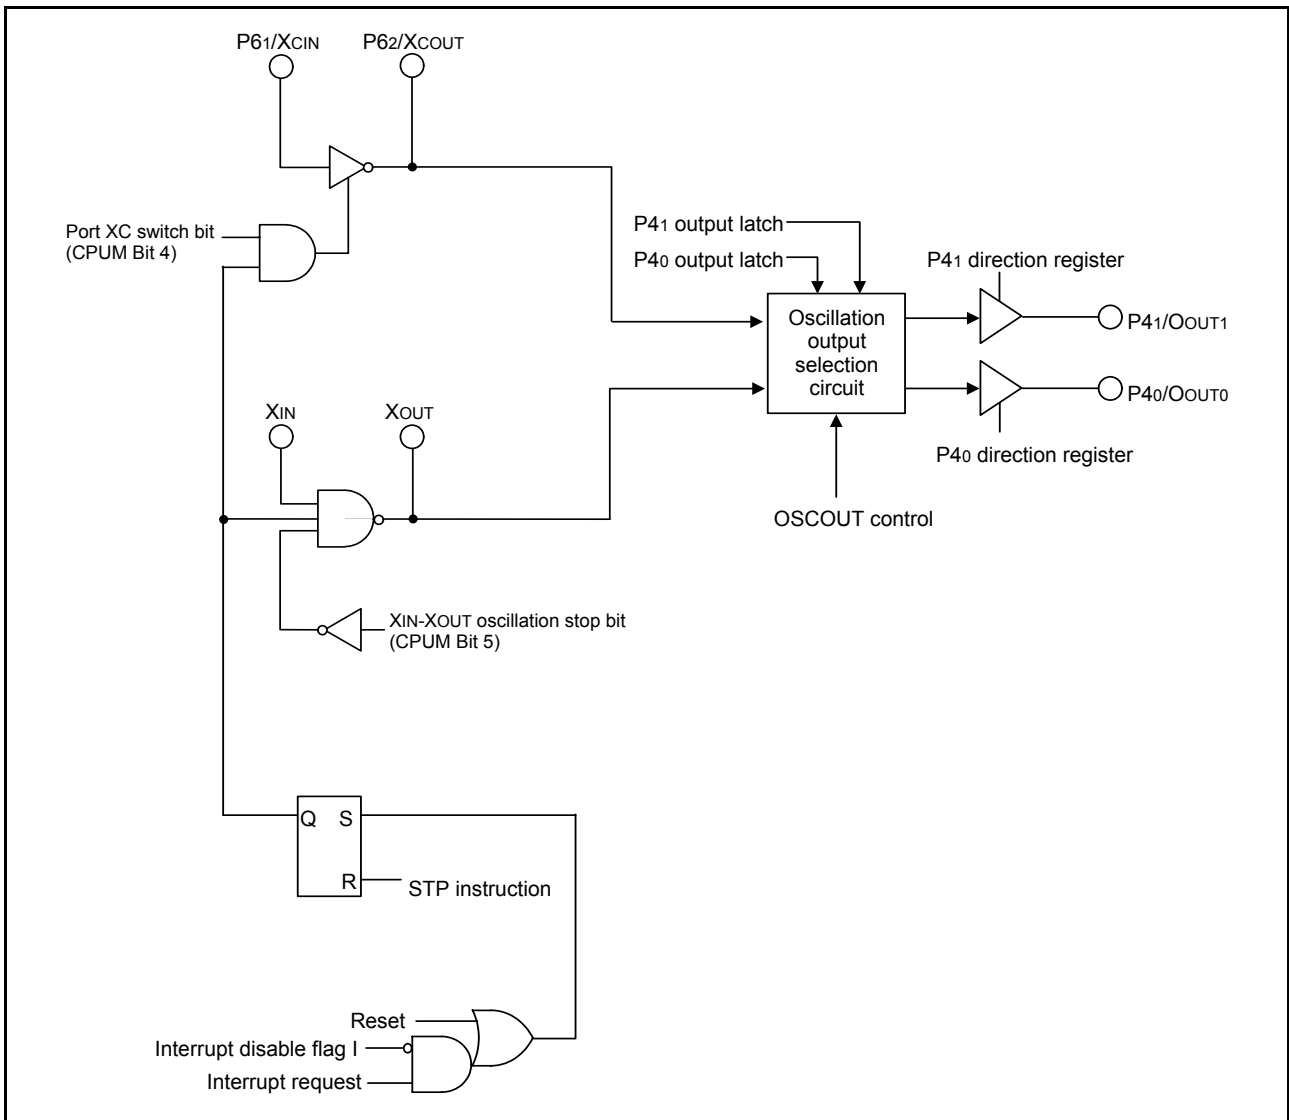 P61/XCIN
P62/XCOUT
Port XC switch bit
(CPUM Bit 4)
P41 output latch
P40 output latch
P41 direction register
Oscillation
output
selection
circuit
P41/OOUT1
P40/OOUT0
P40 direction register
OSCOUT control
XIN
XOUT
XIN-XOUT oscillation stop bit
(CPUM Bit 5)
Q
S
R
STP instruction
Reset
Interrupt disable flag I
Interrupt request